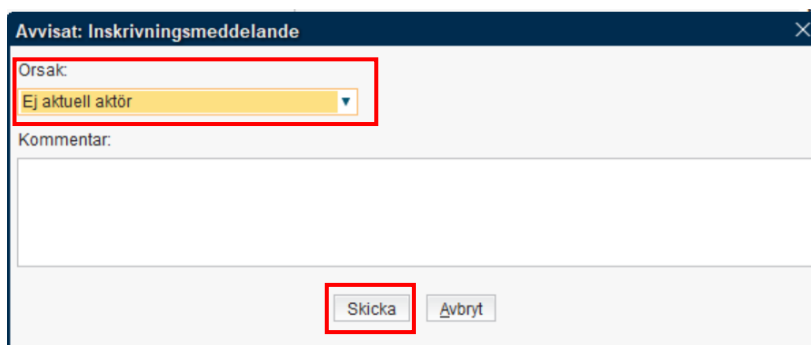 Avvisat: Inskrivningsmeddelande
Orsak:
Ej aktuell aktör
Kommentar:
Skicka Avbryt